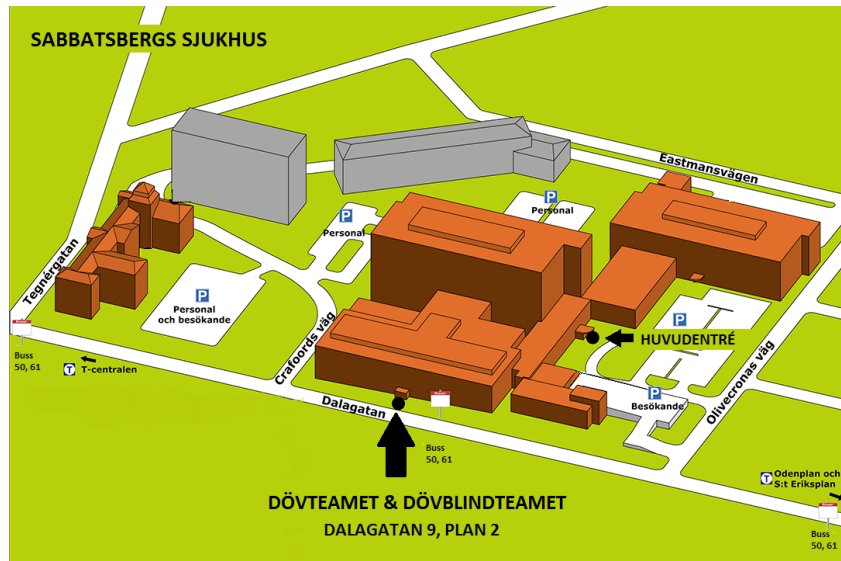 SABBATSBERGS SJUKHUS
Eastmansvägen
P
Personal
P
Personal
Tegnérgatan
P
Personal
och besökande
Crafoords väg
P
HUVUDENTRÉ
Buss
50, 61
T
T-centralen
P
Besökande
Olivecronas väg
Dalagatan
Buss
50, 61
T
Odenplan och
S:t Eriksplan
DÖVTEAMET & DÖVBLINDTEAMET
DALAGATAN 9, PLAN 2
Buss
50, 61